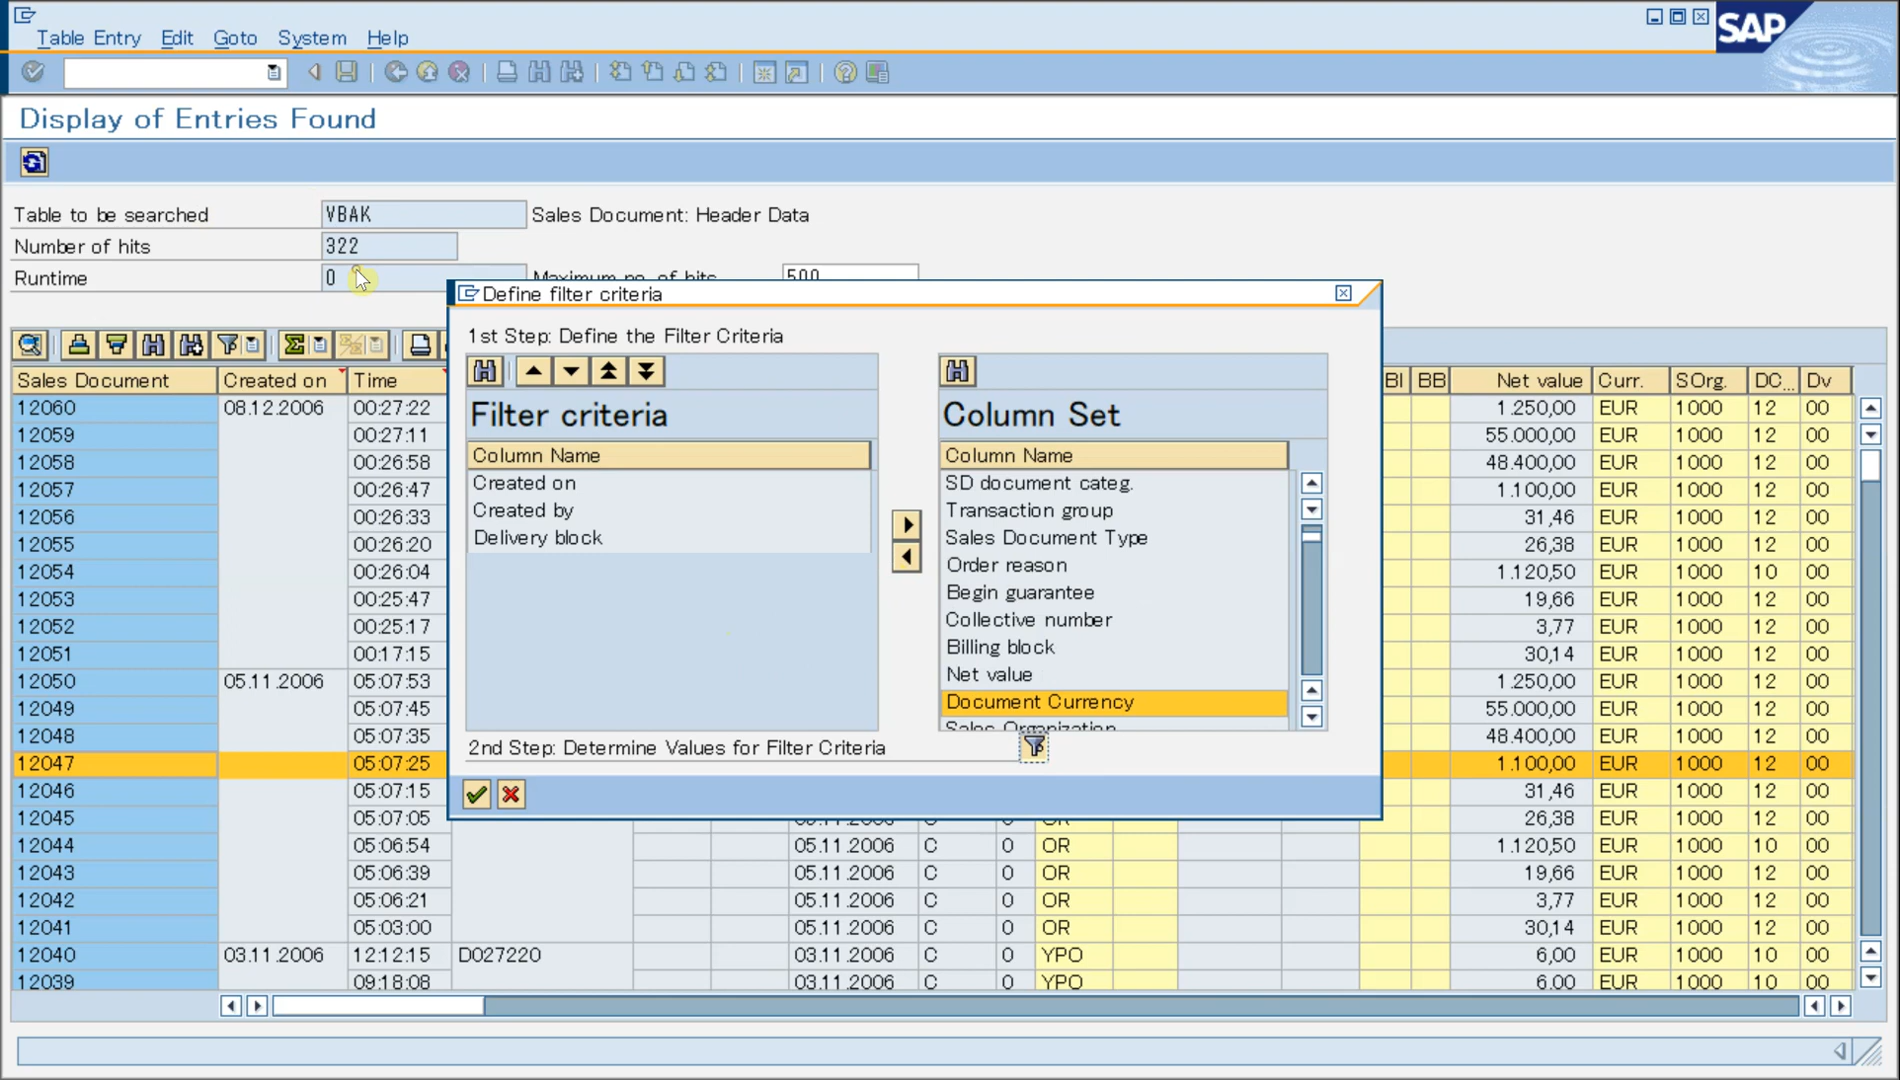 Table Entry Edit Goto System Help
SAP
Display of Entries Found
Table to be searched VBAK Sales Document: Header Data
Number of hits 322
Runtime 0 Maximum no. of hits 500
Define filter criteria
1st Step: Define the Filter Criteria
Filter criteria
Column Name
Created on
Created by
Delivery block
Column Set
Column Name
SD document categ.
Transaction group
Sales Document Type
Order reason
Begin guarantee
Collective number
Billing block
Net value
Document Currency
Sales Organization
2nd Step: Determine Values for Filter Criteria
Sales Document Created on Time BI BB Net value Curr. SOrg. DC... Dv
12060 08.12.2006 00:27:22 1.250,00 EUR 1000 12 00
12059 00:27:11 55.000,00 EUR 1000 12 00
12058 00:26:58 48.400,00 EUR 1000 12 00
12057 00:26:47 1.100,00 EUR 1000 12 00
12056 00:26:33 31,46 EUR 1000 12 00
12055 00:26:20 26,38 EUR 1000 12 00
12054 00:26:04 1.120,50 EUR 1000 10 00
12053 00:25:47 19,66 EUR 1000 12 00
12052 00:25:17 3,77 EUR 1000 12 00
12051 00:17:15 30,14 EUR 1000 12 00
12050 05.11.2006 05:07:53 1.250,00 EUR 1000 12 00
12049 05:07:45 55.000,00 EUR 1000 12 00
12048 05:07:35 48.400,00 EUR 1000 12 00
12047 05:07:25 1.100,00 EUR 1000 12 00
12046 05:07:15 31,46 EUR 1000 12 00
12045 05:07:05 05.11.2006 C 0 OR 26,38 EUR 1000 12 00
12044 05:06:54 05.11.2006 C 0 OR 1.120,50 EUR 1000 10 00
12043 05:06:39 05.11.2006 C 0 OR 19,66 EUR 1000 12 00
12042 05:06:21 05.11.2006 C 0 OR 3,77 EUR 1000 12 00
12041 05:03:00 05.11.2006 C 0 OR 30,14 EUR 1000 12 00
12040 03.11.2006 12:12:15 D027220 03.11.2006 C 0 YPO 6,00 EUR 1000 10 00
12039 09:18:08 03.11.2006 C 0 YPO 6,00 EUR 1000 10 00